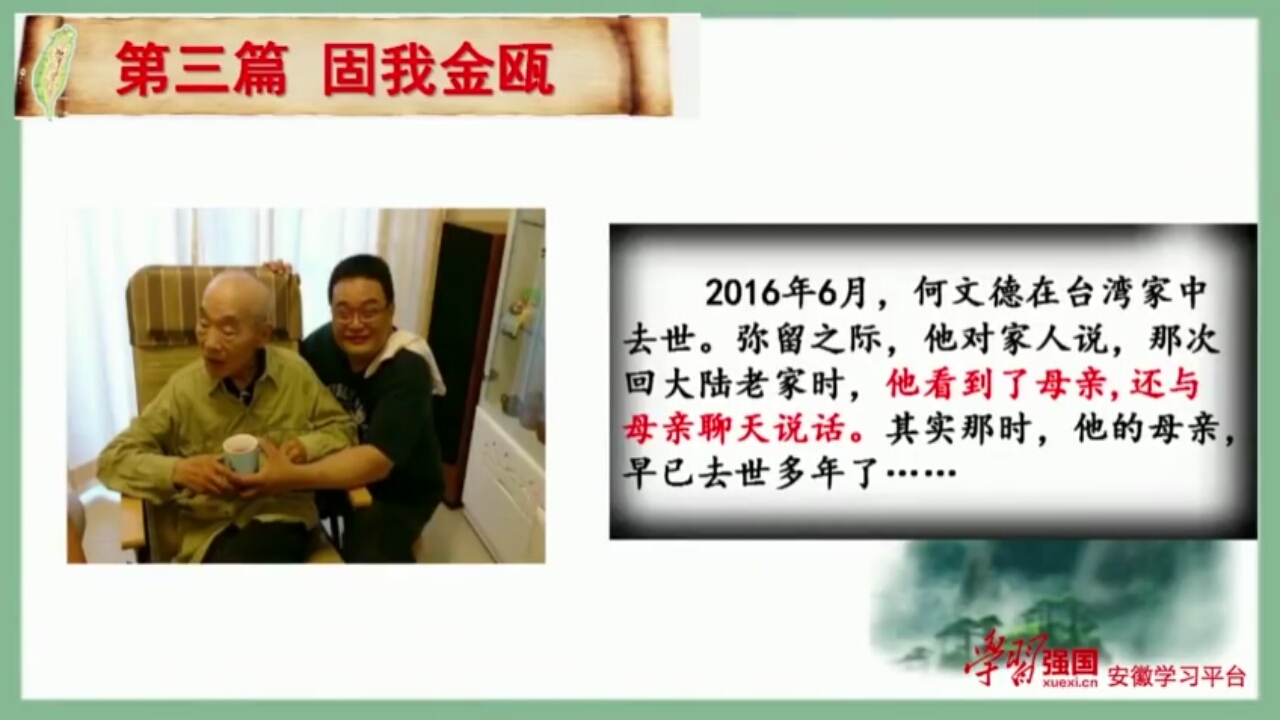 第三篇 固我金瓯
2016年6月，何文德在台湾家中
去世。弥留之际，他对家人说，那次
回大陆老家时，他看到了母亲,还与
母亲聊天说话。其实那时，他的母亲，
早已去世多年了……
学习强国
xuexi.cn
安徽学习平台